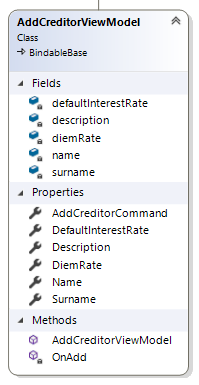 AddCreditorViewModel
Class
BindableBase
Fields
defaultInterestRate
description
diemRate
name
surname
Properties
AddCreditorCommand
DefaultInterestRate
Description
DiemRate
Name
Surname
Methods
AddCreditorViewModel
OnAdd